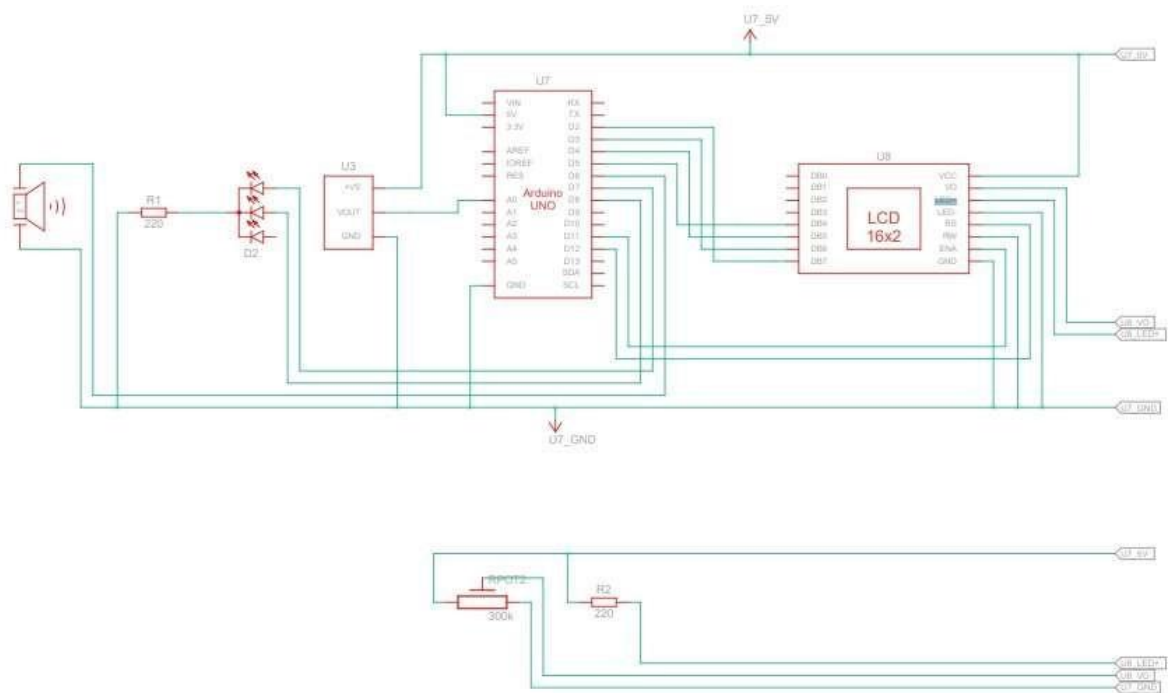 U7_5V
U7_5V
U7
VIN
5V
3.3V
AREF
IOREF
RES
A0
A1
A2
A3
A4
A5
GND
Arduino
UNO
RX
TX
D2
D3
D4
D5
D6
D7
D8
D9
D10
D11
D12
D13
SDA
SCL
U3
+VS
VOUT
GND
R1
220
D2
U8
DB0
DB1
DB2
DB3
DB4
DB5
DB6
DB7
LCD
16x2
VCC
VO
LED
RS
RW
ENA
GND
U8_VO
U8_LED+
U7_GND
U7_GND
U7_5V
RPOT2
300k
R2
220
U8_LED+
U8_VO
U7_GND